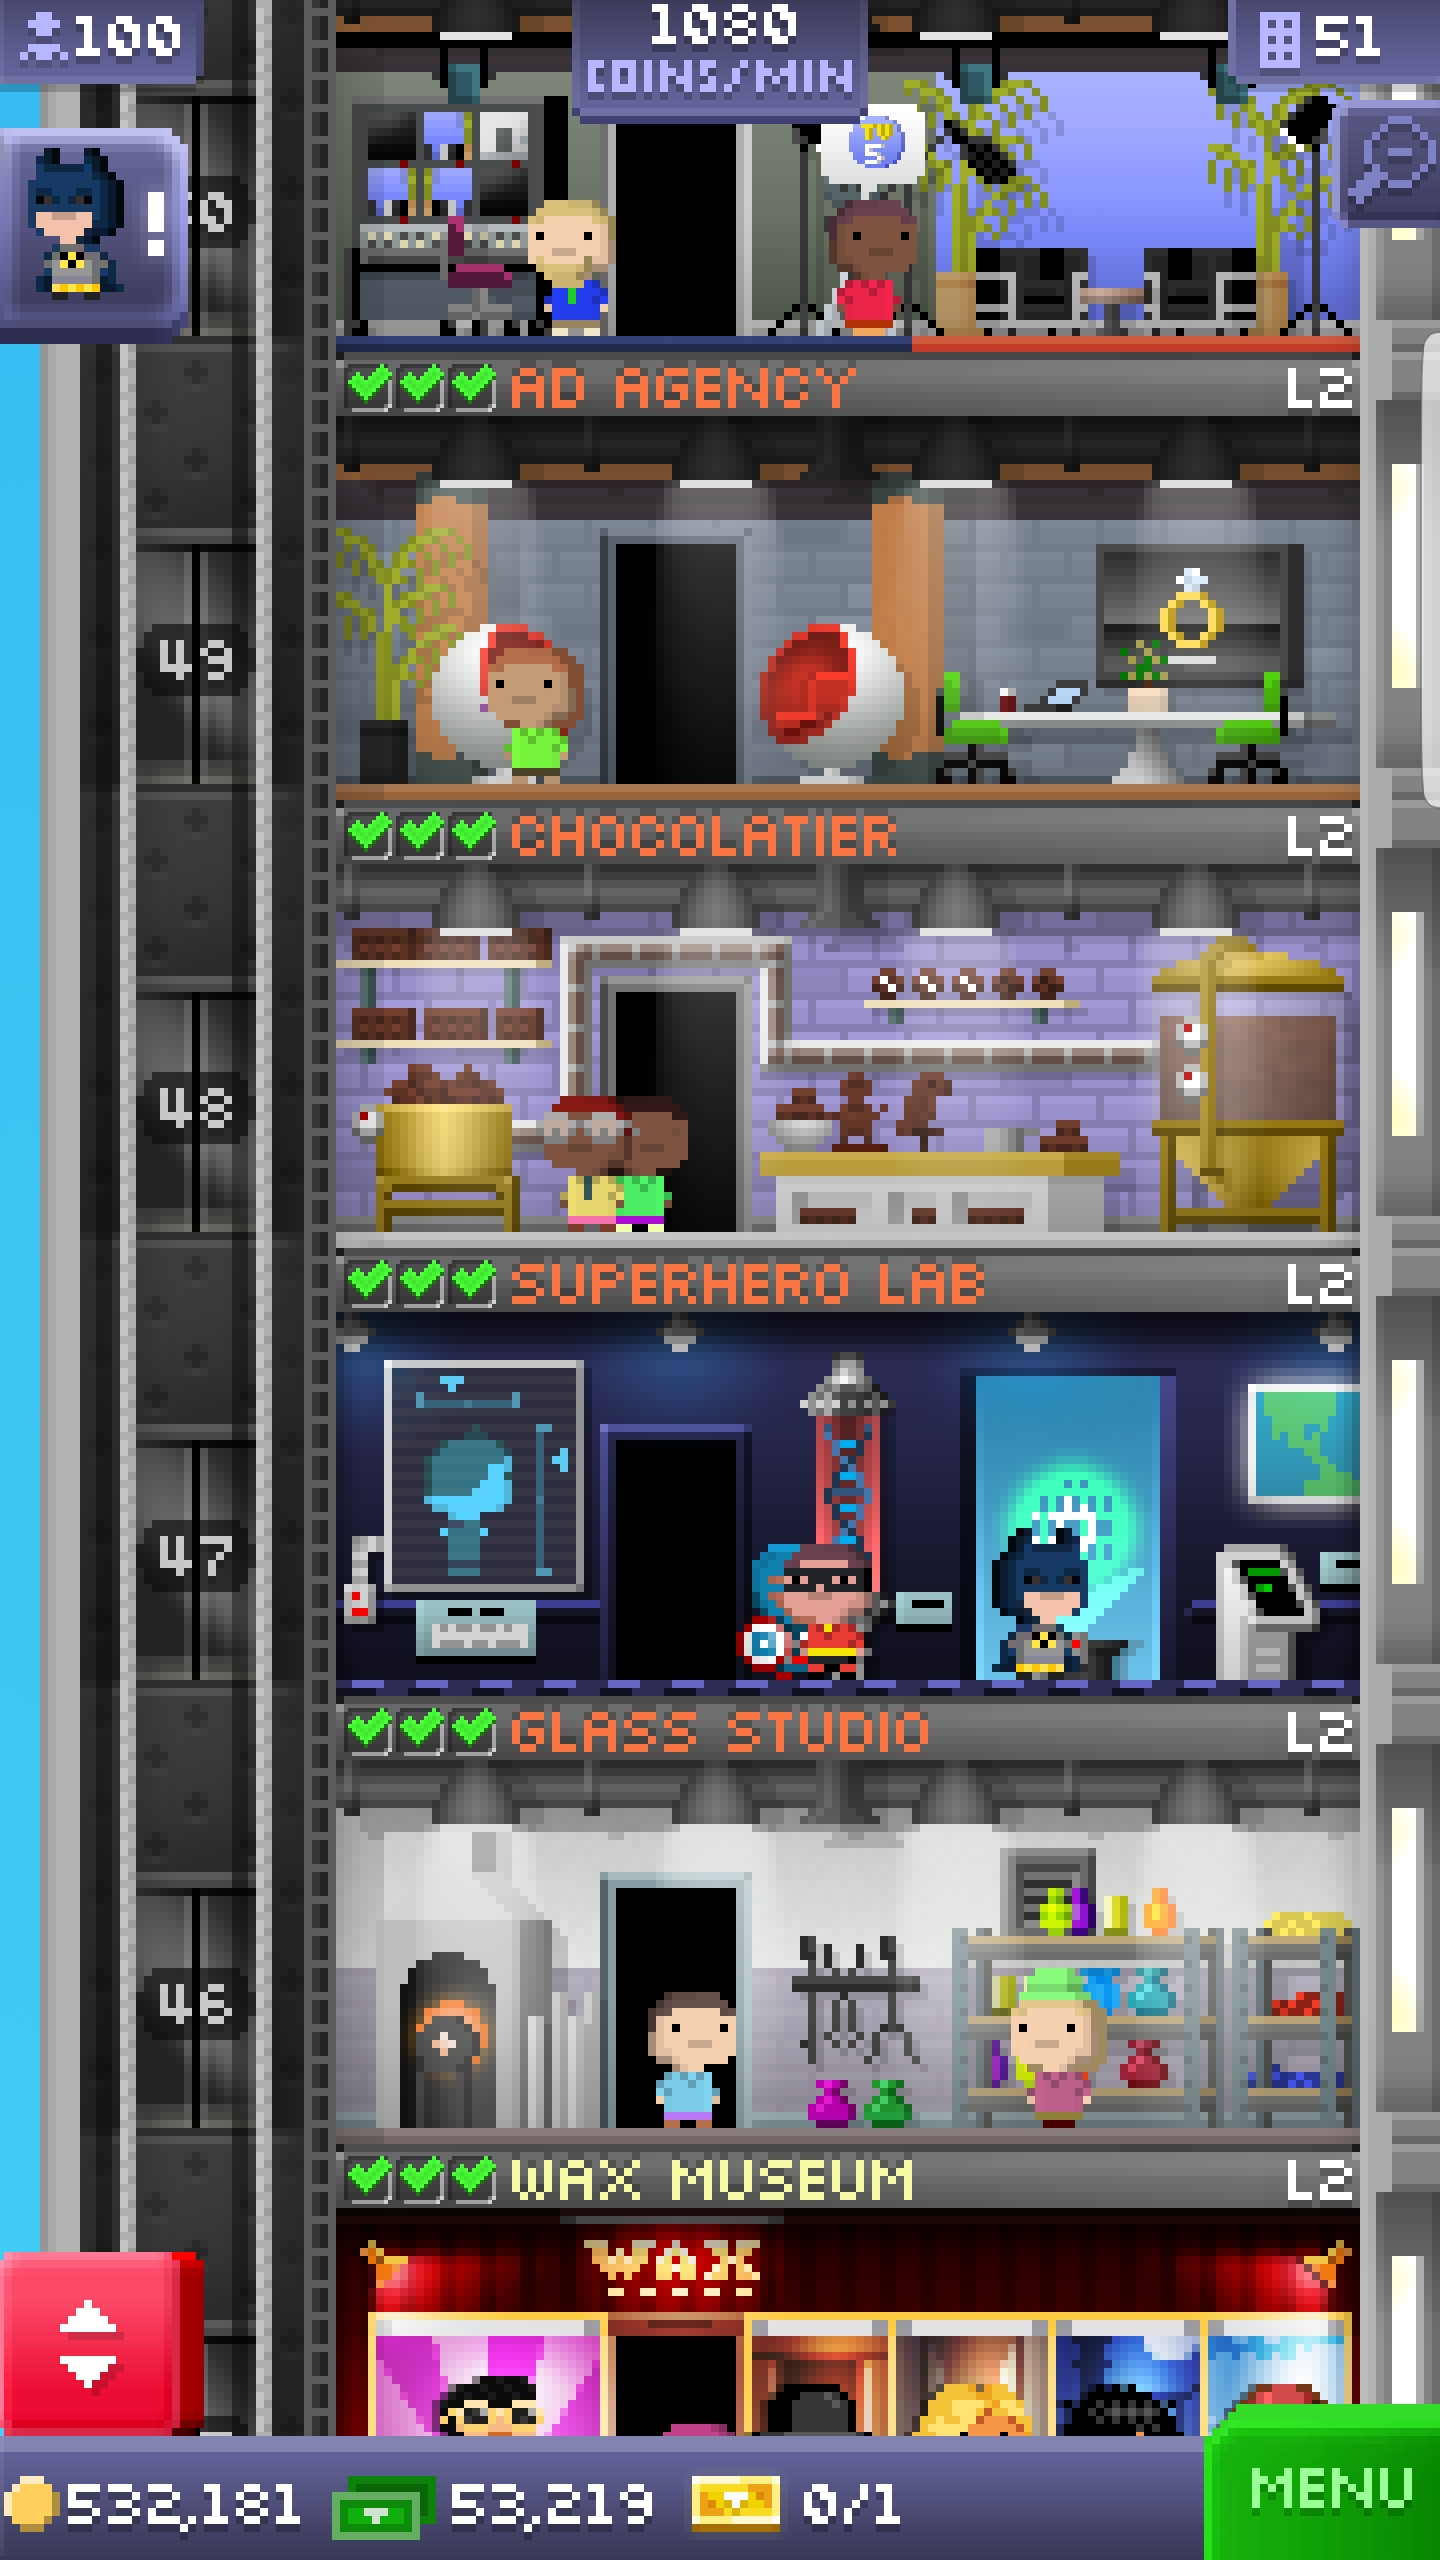 100
1080
COINS/MIN
51
TV
5
AD AGENCY L2
49
CHOCOLATIER L2
48
SUPERHERO LAB L2
47
GLASS STUDIO L2
46
WAX MUSEUM L2
WAX
532,181 53,219 0/1 MENU